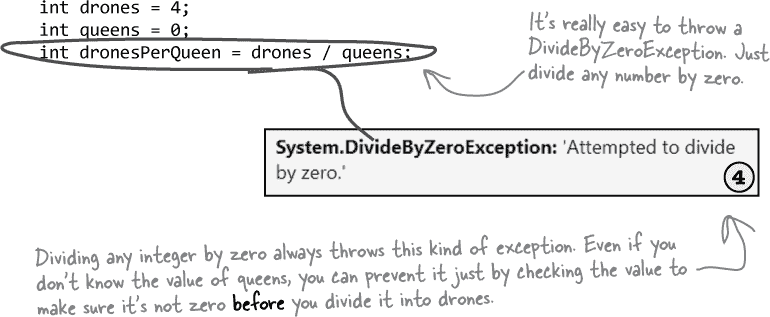 int drones = 4;
int queens = 0;
int dronesPerQueen = drones / queens;
It's really easy to throw a
DivideByZeroException. Just
divide any number by zero.
System.DivideByZeroException: 'Attempted to divide
by zero.'
4
Dividing any integer by zero always throws this kind of exception. Even if you
don't know the value of queens, you can prevent it just by checking the value to
make sure it's not zero before you divide it into drones.